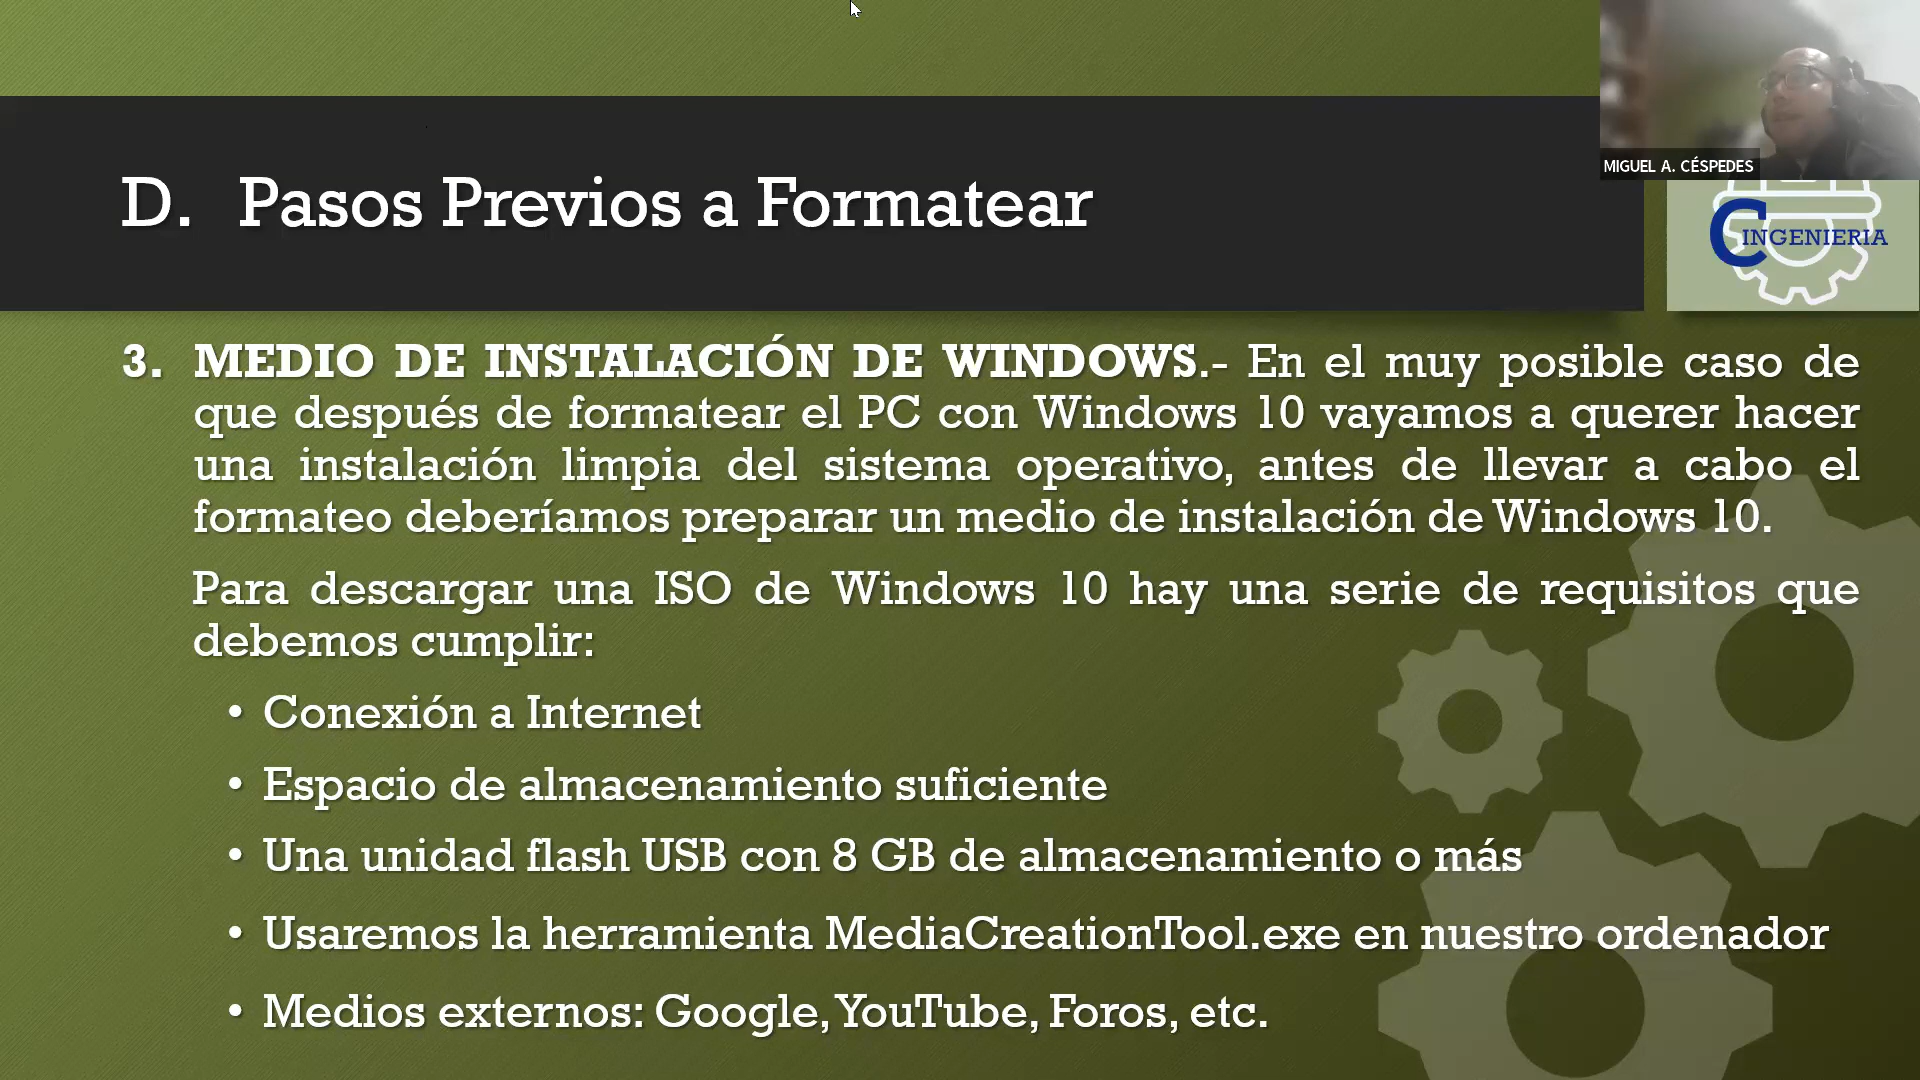 MIGUEL A. CÉSPEDES
D. Pasos Previos a Formatear
C INGENIERIA
3. MEDIO DE INSTALACIÓN DE WINDOWS.- En el muy posible caso de
que después de formatear el PC con Windows 10 vayamos a querer hacer
una instalación limpia del sistema operativo, antes de llevar a cabo el
formateo deberíamos preparar un medio de instalación de Windows 10.
Para descargar una ISO de Windows 10 hay una serie de requisitos que
debemos cumplir:
• Conexión a Internet
• Espacio de almacenamiento suficiente
• Una unidad flash USB con 8 GB de almacenamiento o más
• Usaremos la herramienta MediaCreationTool.exe en nuestro ordenador
• Medios externos: Google, YouTube, Foros, etc.